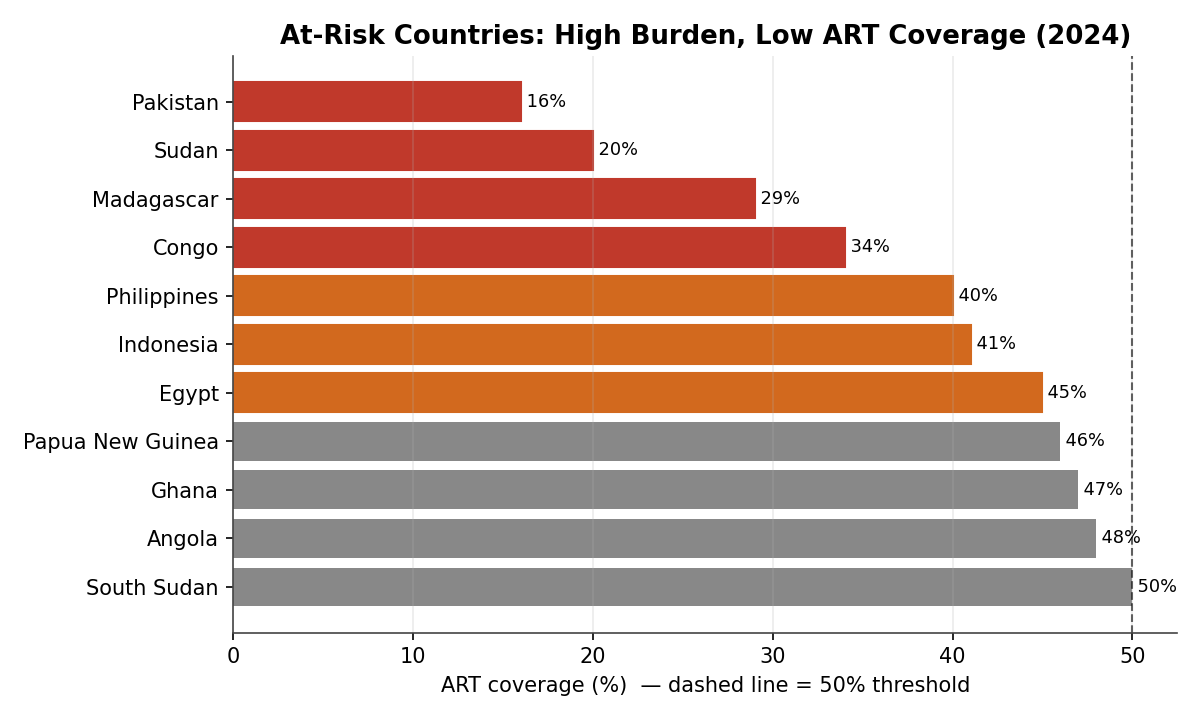 At-Risk Countries: High Burden, Low ART Coverage (2024)
Pakistan 16%
Sudan 20%
Madagascar 29%
Congo 34%
Philippines 40%
Indonesia 41%
Egypt 45%
Papua New Guinea 46%
Ghana 47%
Angola 48%
South Sudan 50%
0 10 20 30 40 50
ART coverage (%) — dashed line = 50% threshold